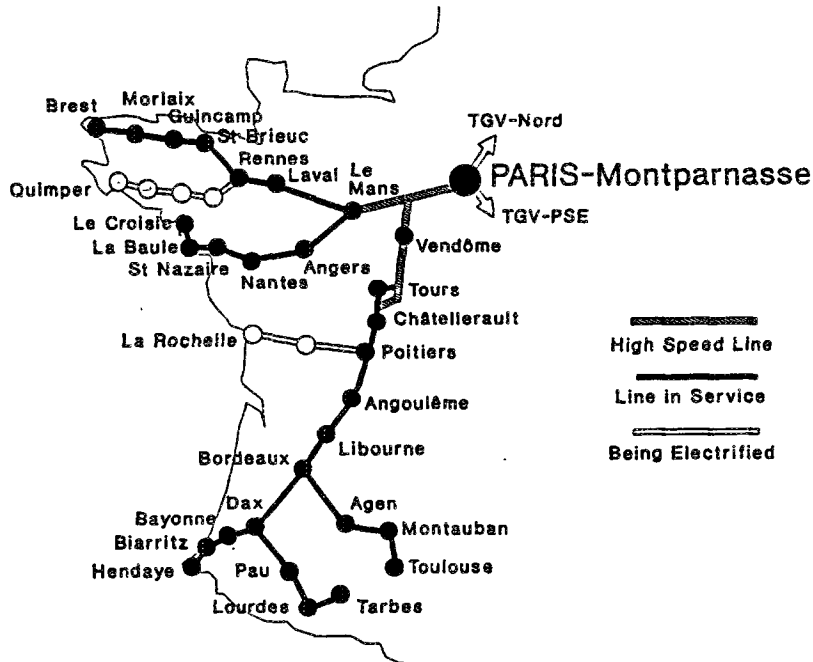 TGV-Nord
PARIS-Montparnasse
TGV-PSE
Brest
Morlaix
Guincamp
St Brieuc
Rennes
Laval
Le
Mans
Quimper
Le Croisic
La Baule
St Nazaire
Nantes
Angers
Vendôme
Tours
Châtellerault
La Rochelle
Poitiers
Angoulême
Libourne
Bordeaux
Dax
Agen
Bayonne
Montauban
Biarritz
Hendaye
Pau
Toulouse
Lourdes
Tarbes
High Speed Line
Line in Service
Being Electrified